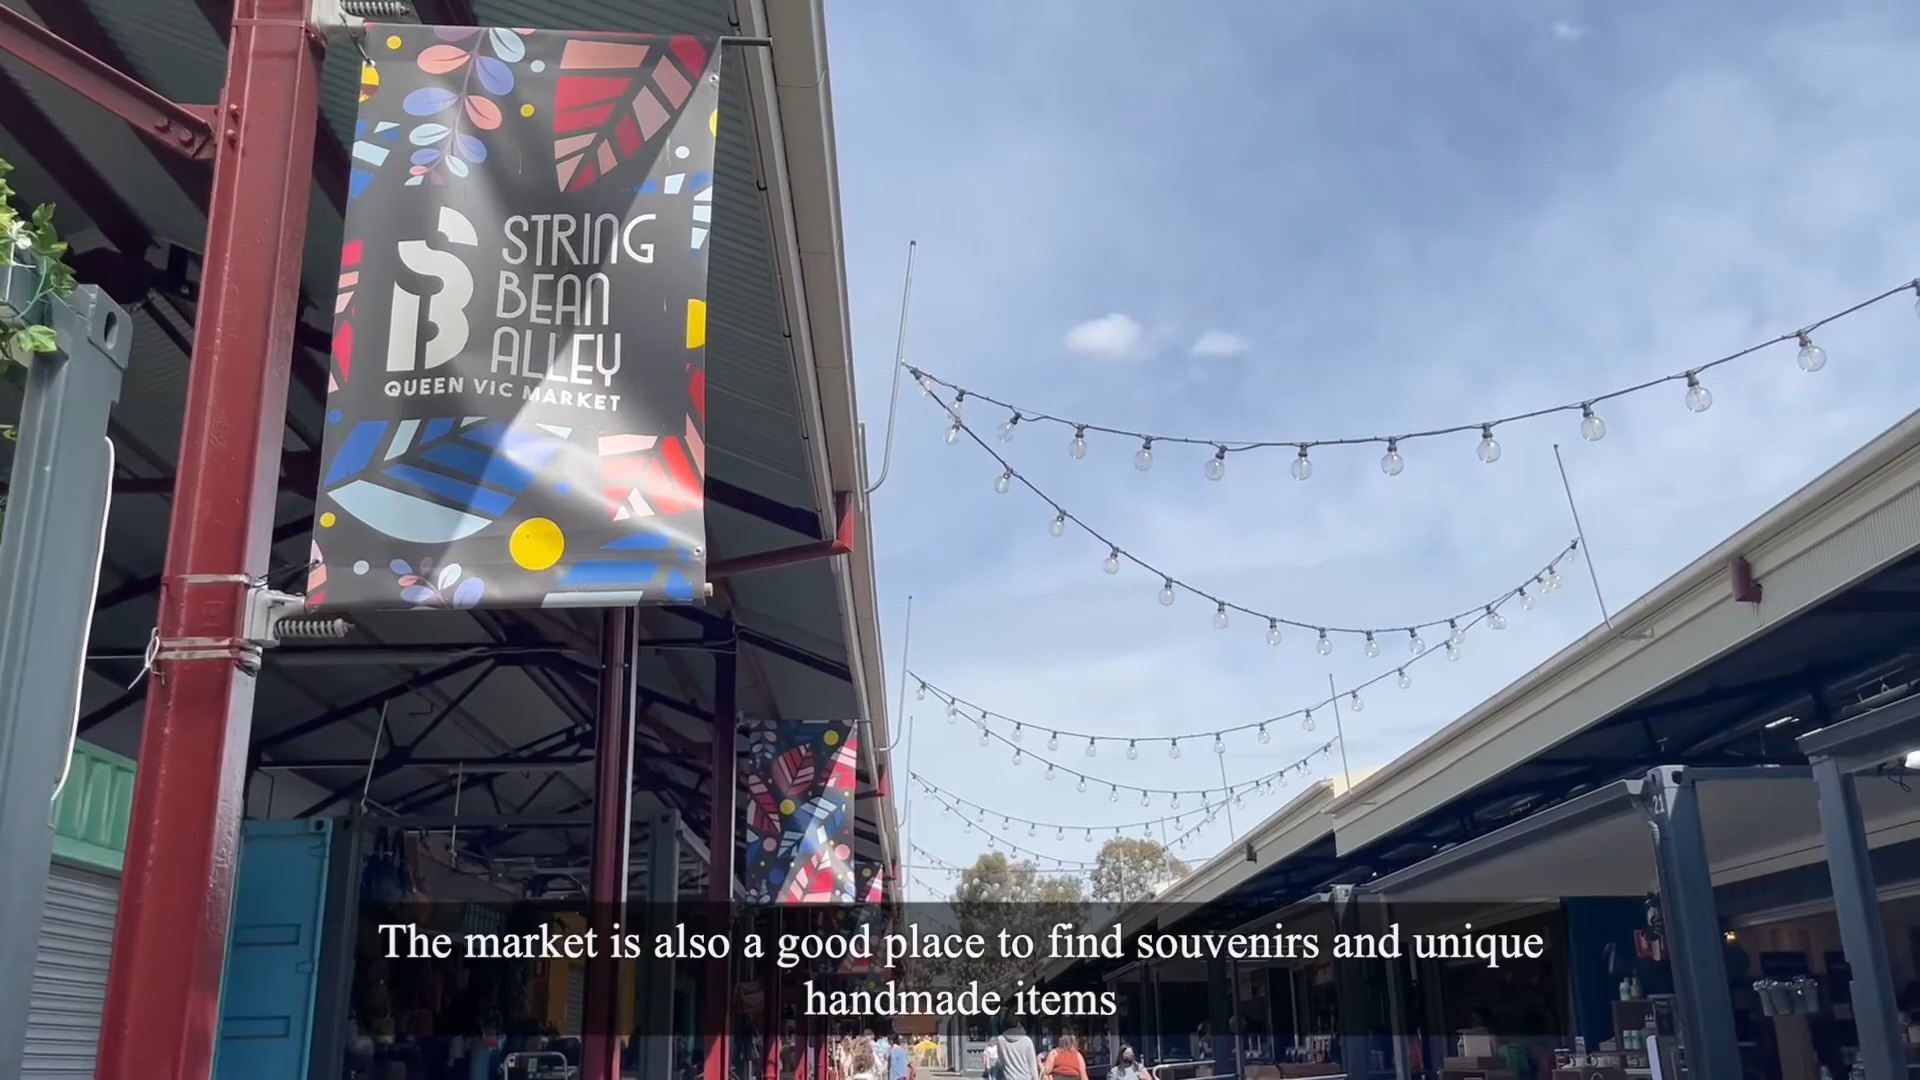 STRING
BEAN
ALLEY
QUEEN VIC MARKET
21
The market is also a good place to find souvenirs and unique
handmade items